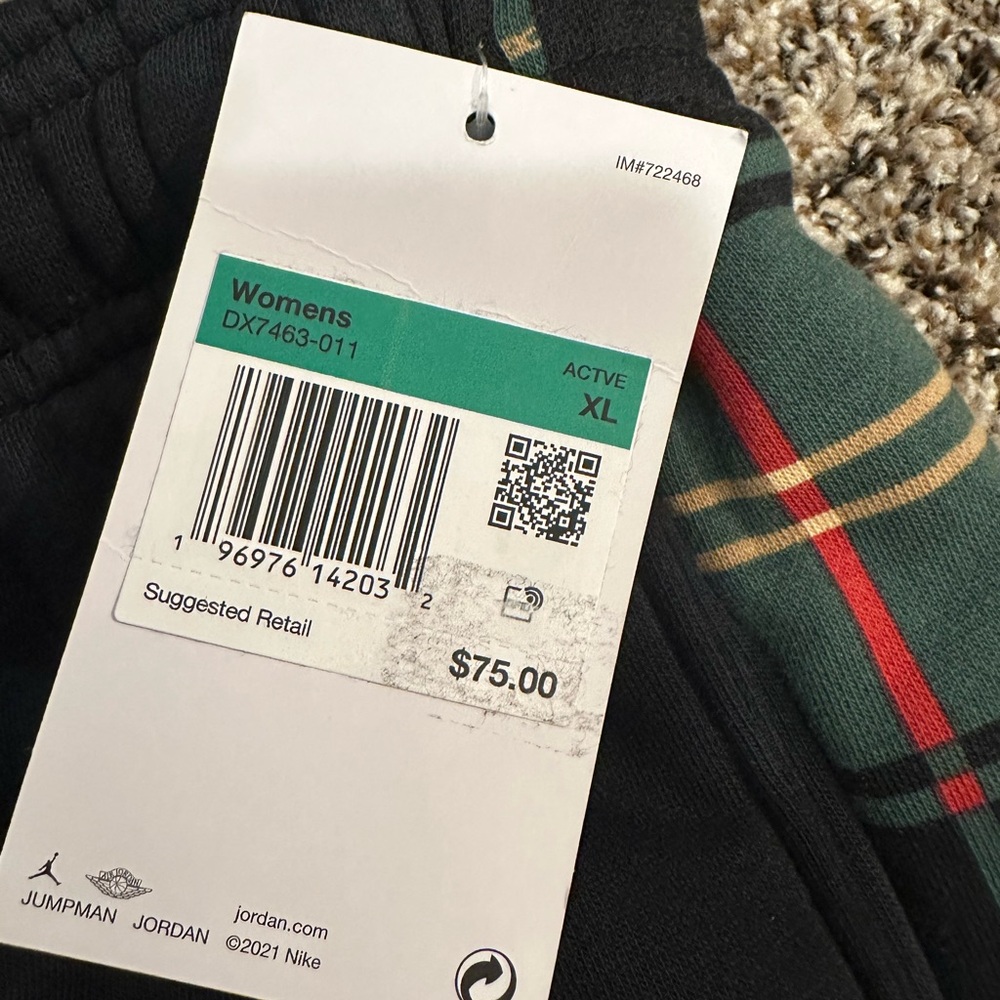 IM#722468
Womens
DX7463-011
ACTVE
XL
1 96976 14203 2
Suggested Retail
$75.00
JUMPMAN JORDAN
jordan.com
©2021 Nike